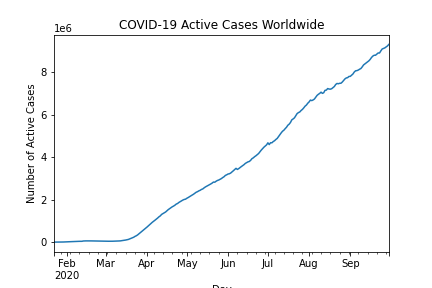 COVID-19 Active Cases Worldwide
1e6
8
6
4
2
0
Number of Active Cases
Feb Mar Apr May Jun Jul Aug Sep
2020